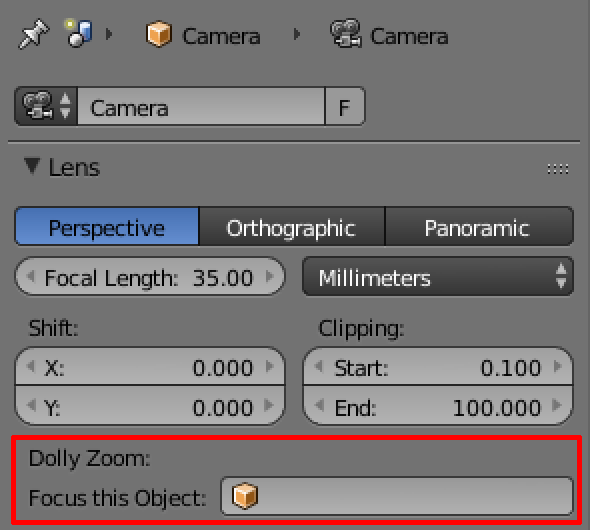 Camera Camera
Camera F
Lens
Perspective Orthographic Panoramic
Focal Length: 35.00 Millimeters
Shift: Clipping:
X: 0.000 Start: 0.100
Y: 0.000 End: 100.000
Dolly Zoom:
Focus this Object: